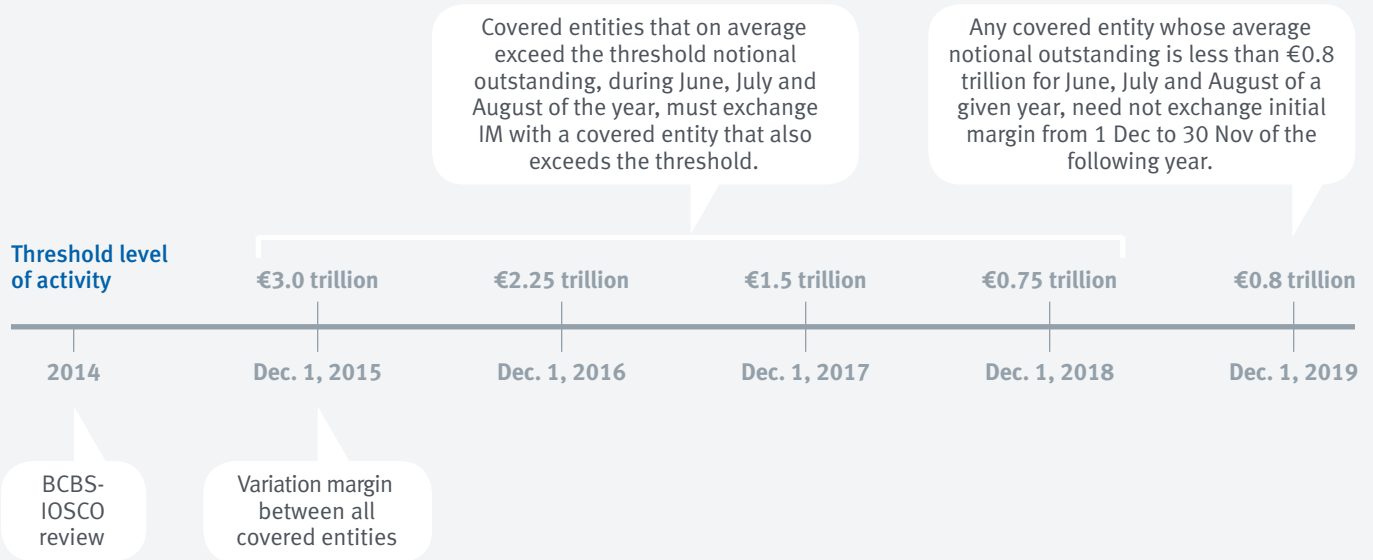 Covered entities that on average
exceed the threshold notional
outstanding, during June, July and
August of the year, must exchange
IM with a covered entity that also
exceeds the threshold.
Any covered entity whose average
notional outstanding is less than €0.8
trillion for June, July and August of a
given year, need not exchange initial
margin from 1 Dec to 30 Nov of the
following year.
Threshold level
of activity
€3.0 trillion
€2.25 trillion
€1.5 trillion
€0.75 trillion
€0.8 trillion
2014
Dec. 1, 2015
Dec. 1, 2016
Dec. 1, 2017
Dec. 1, 2018
Dec. 1, 2019
BCBS-
IOSCO
review
Variation margin
between all
covered entities